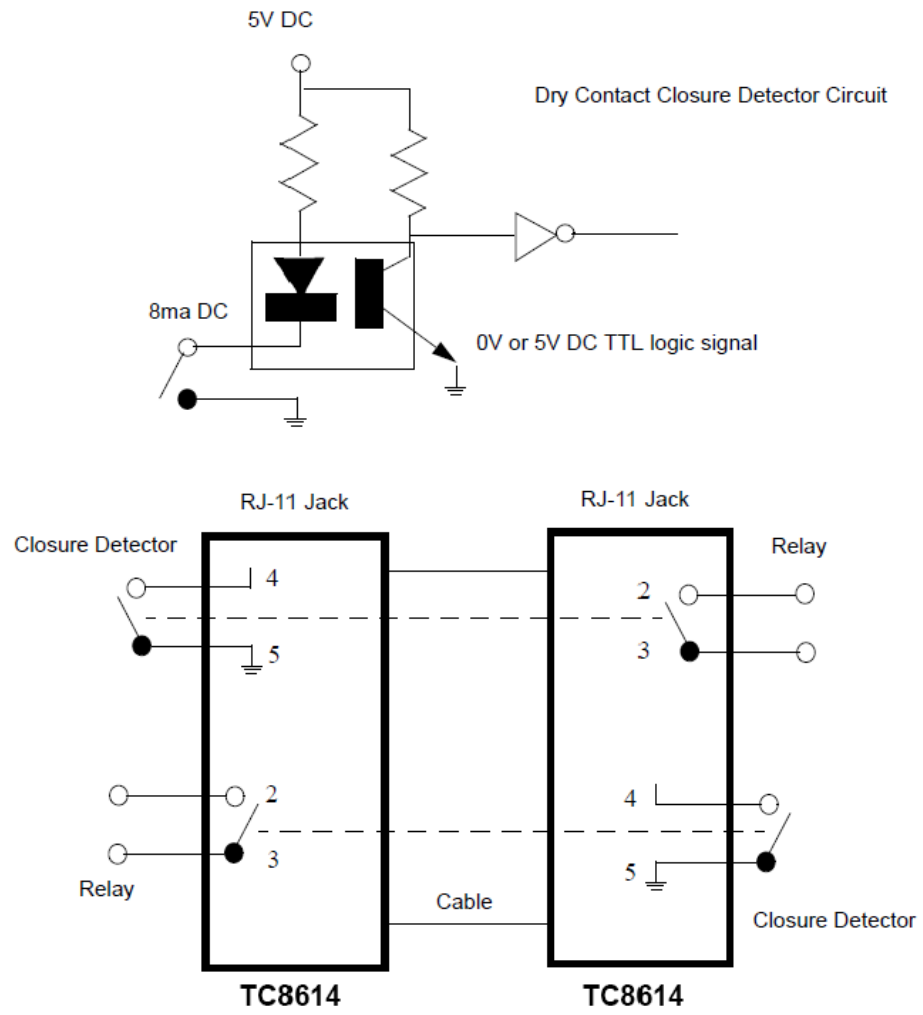 5V DC
Dry Contact Closure Detector Circuit
8ma DC
0V or 5V DC TTL logic signal
RJ-11 Jack
RJ-11 Jack
Closure Detector
Relay
4
2
5
3
2
4
3
5
Relay
Cable
Closure Detector
TC8614
TC8614